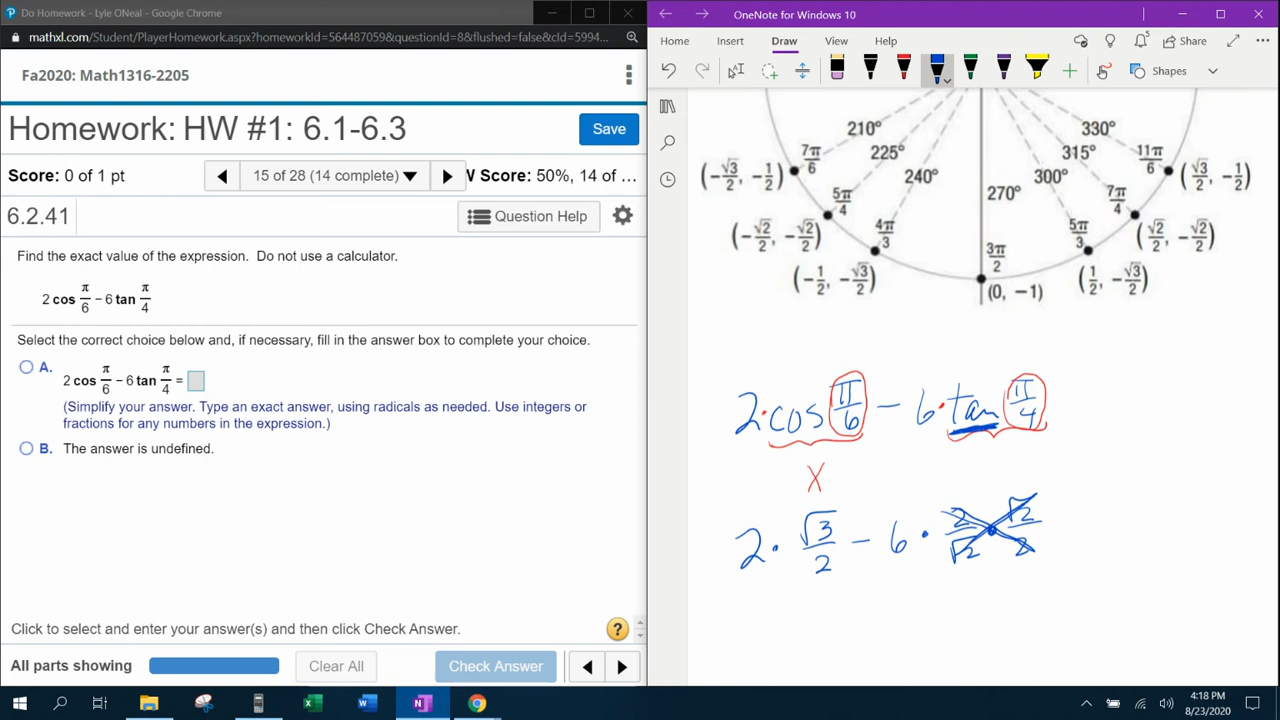 Do Homework - Lyle ONeal - Google Chrome
mathxl.com/Student/PlayerHomework.aspx?homeworkId=564487059&questionId=8&flushed=false&cId=5994...
Fa2020: Math1316-2205
Homework: HW #1: 6.1-6.3
Save
Score: 0 of 1 pt
15 of 28 (14 complete)
W Score: 50%, 14 of ...
6.2.41
Question Help
Find the exact value of the expression. Do not use a calculator.
2 cos π/6 − 6 tan π/4
Select the correct choice below and, if necessary, fill in the answer box to complete your choice.
A.
2 cos π/6 − 6 tan π/4 =
(Simplify your answer. Type an exact answer, using radicals as needed. Use integers or
fractions for any numbers in the expression.)
B. The answer is undefined.
Click to select and enter your answer(s) and then click Check Answer.
?
All parts showing
Clear All
Check Answer
OneNote for Windows 10
Home Insert Draw View Help
Share
Shapes
210° 330°
7π/6 225° 315° 11π/6
(-√3/2, -1/2) 240° 300° (√3/2, -1/2)
270°
5π/4 7π/4
(-√2/2, -√2/2) 4π/3 5π/3 (√2/2, -√2/2)
3π/2
(-1/2, -√3/2) (0, −1) (1/2, -√3/2)
2·cos π/6 − 6·tan π/4
X
2 · √3/2 − 6 · 2/√2 · √2/2
4:18 PM
8/23/2020